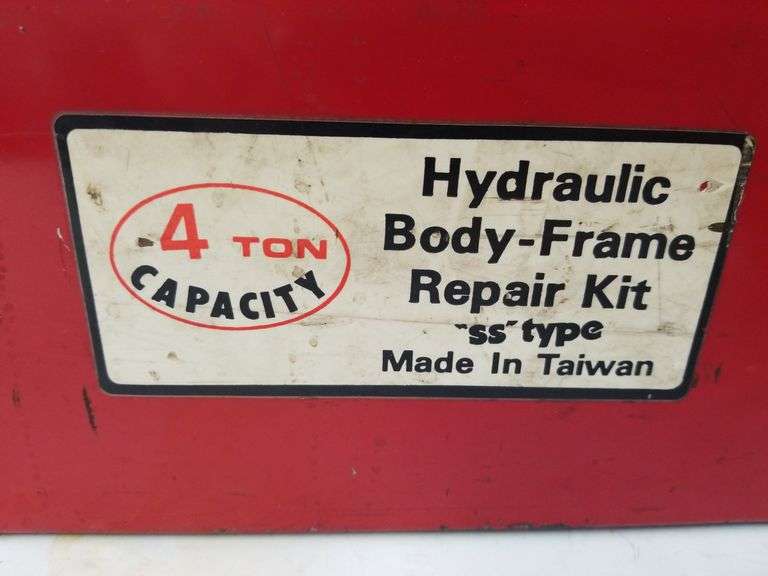 4 TON
CAPACITY
Hydraulic
Body-Frame
Repair Kit
"ss" type
Made In Taiwan